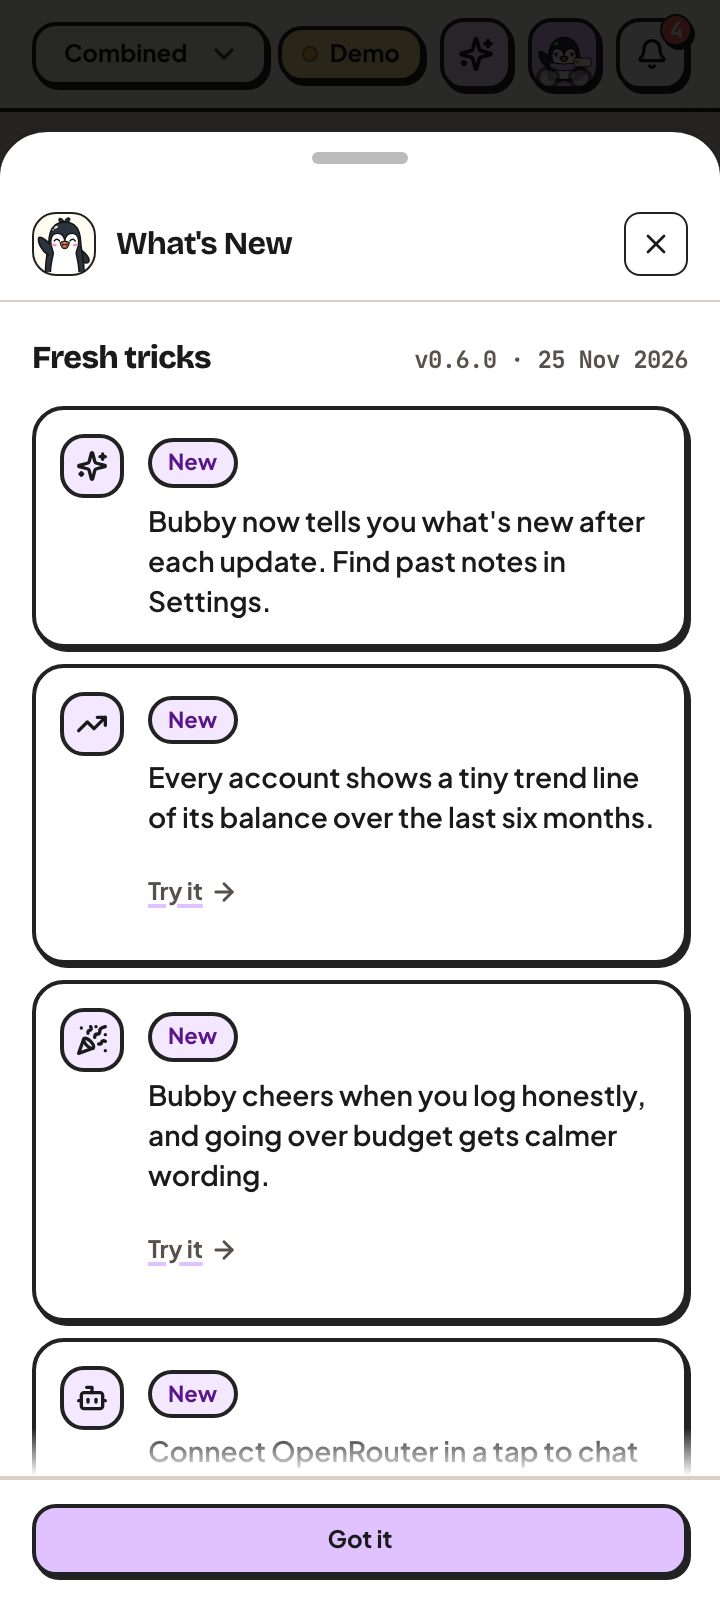 Combined
Demo
4
What's New
Fresh tricks
v0.6.0 · 25 Nov 2026
New
Bubby now tells you what's new after
each update. Find past notes in
Settings.
New
Every account shows a tiny trend line
of its balance over the last six months.
Try it →
New
Bubby cheers when you log honestly,
and going over budget gets calmer
wording.
Try it →
New
Connect OpenRouter in a tap to chat
Got it